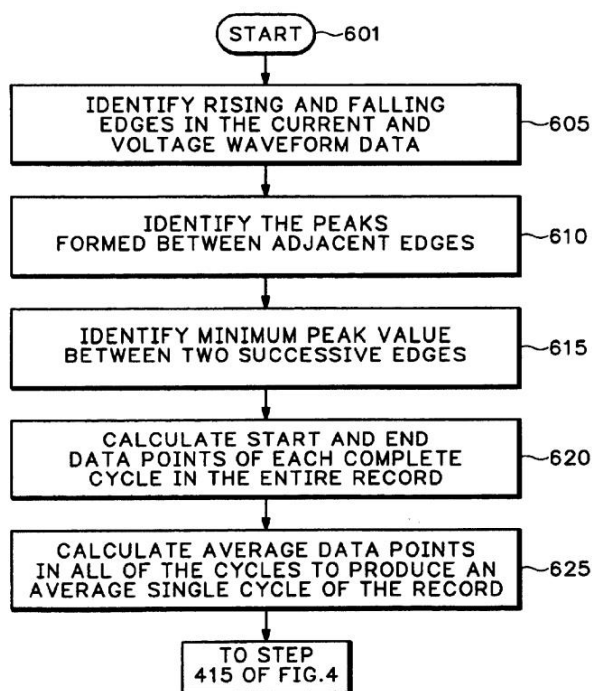 START
601
IDENTIFY RISING AND FALLING
EDGES IN THE CURRENT AND
VOLTAGE WAVEFORM DATA
605
IDENTIFY THE PEAKS
FORMED BETWEEN ADJACENT EDGES
610
IDENTIFY MINIMUM PEAK VALUE
BETWEEN TWO SUCCESSIVE EDGES
615
CALCULATE START AND END
DATA POINTS OF EACH COMPLETE
CYCLE IN THE ENTIRE RECORD
620
CALCULATE AVERAGE DATA POINTS
IN ALL OF THE CYCLES TO PRODUCE AN
AVERAGE SINGLE CYCLE OF THE RECORD
625
TO STEP
415 OF FIG.4